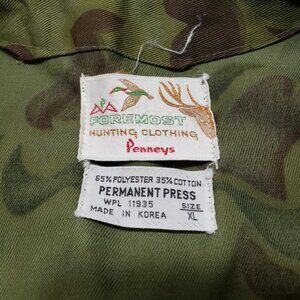 FOREMOST
HUNTING CLOTHING
Penneys
65% POLYESTER 35% COTTON
PERMANENT PRESS
WPL 11935 SIZE
MADE IN KOREA XL